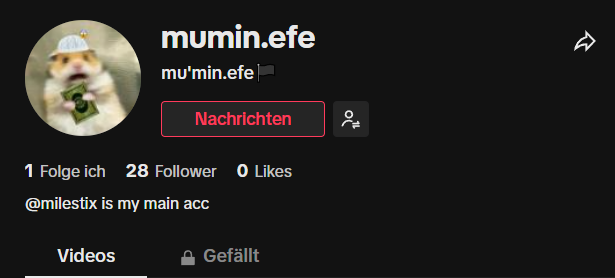 mumin.efe
mu'min.efe🏴
Nachrichten
1 Folge ich 28 Follower 0 Likes
@milestix is my main acc
Videos Gefällt